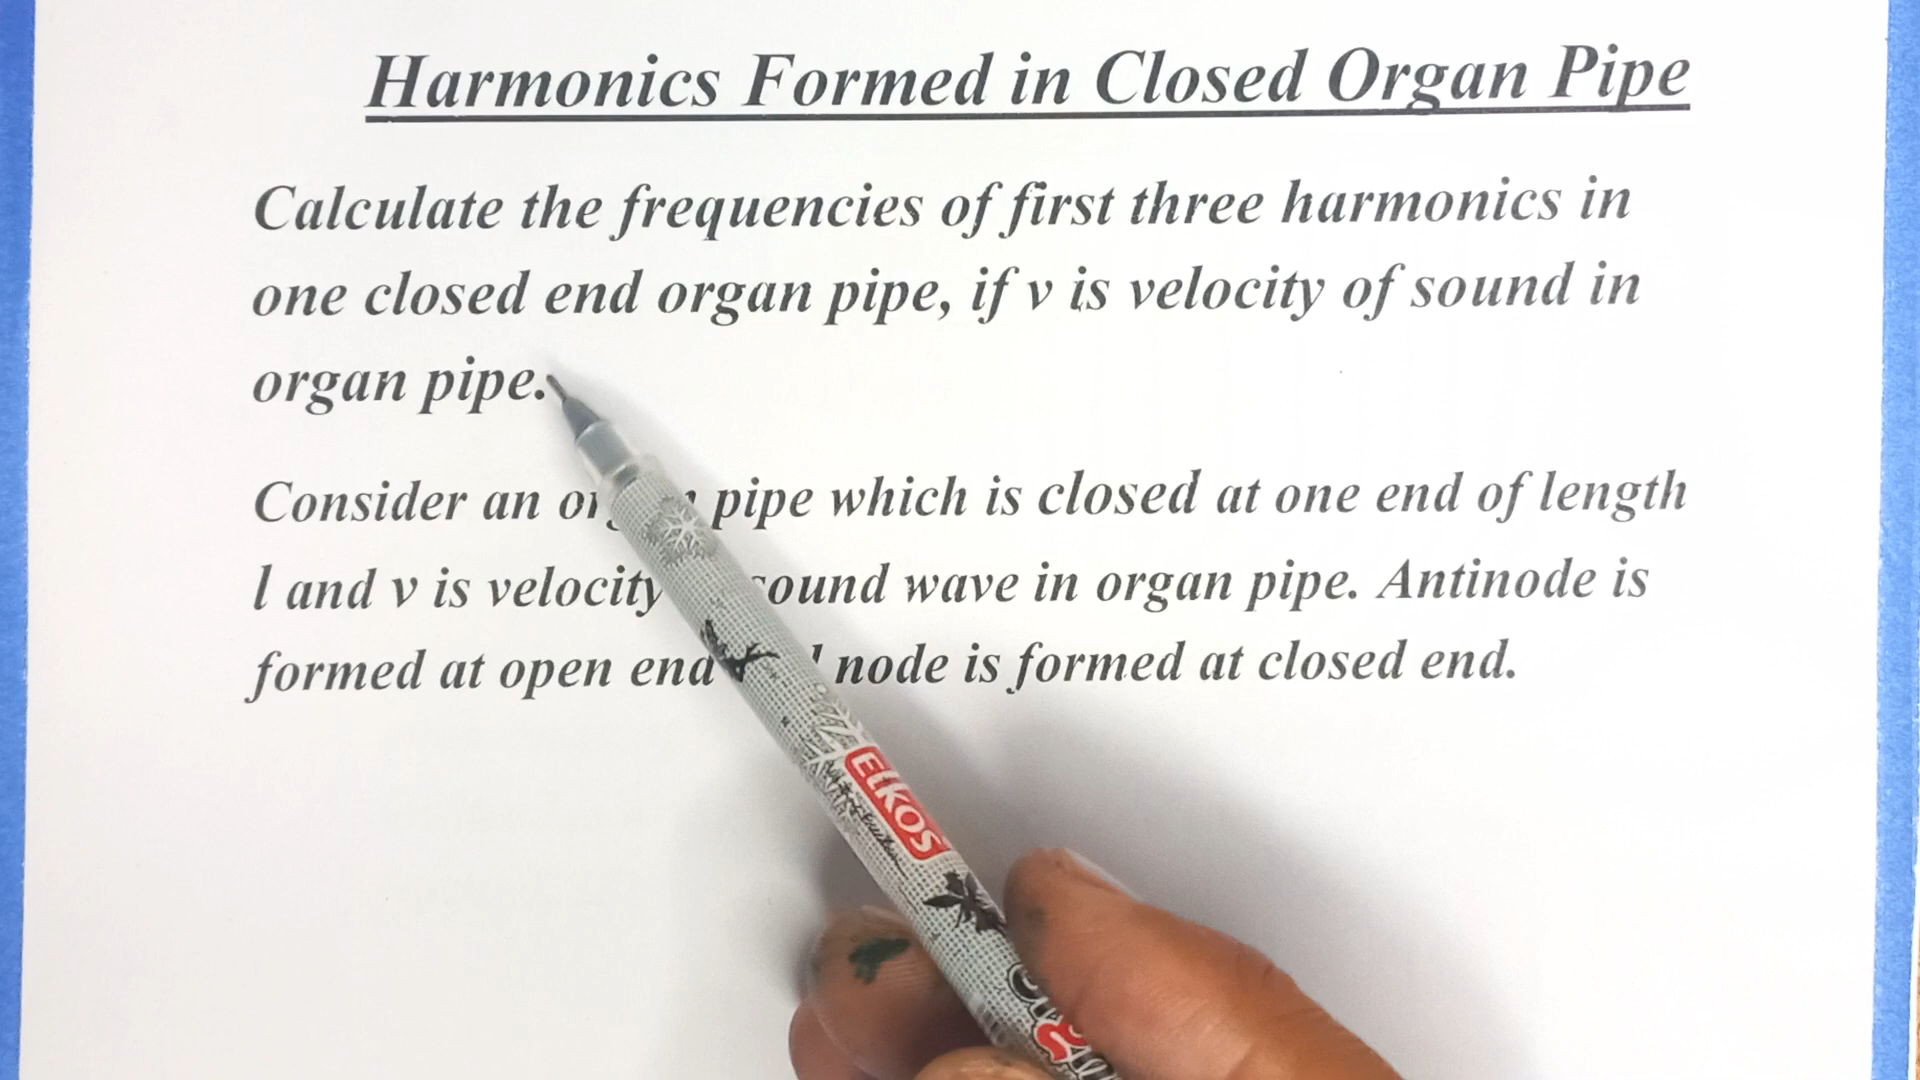 Harmonics Formed in Closed Organ Pipe
Calculate the frequencies of first three harmonics in
one closed end organ pipe, if v is velocity of sound in
organ pipe.
Consider an pipe which is closed at one end of length
l and v is velocity sound wave in organ pipe. Antinode is
formed at open end node is formed at closed end.
ELKOS